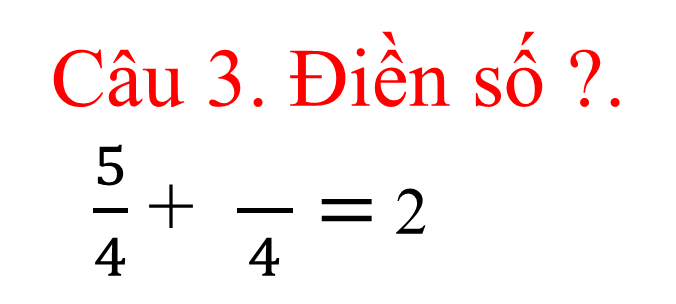 Câu 3. Điền số ?.
5/4 + /4 = 2